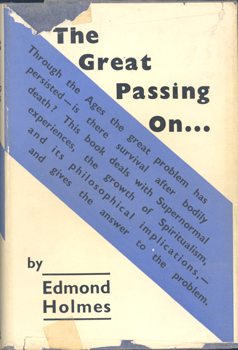 The
Great
Passing
On...
Through the Ages the great problem has
persisted—is there survival after bodily
death? This book deals with Supernormal
experiences, the growth of Spiritualism,
and its philosophical implications,—
and gives the answer to the problem.
by
Edmond
Holmes